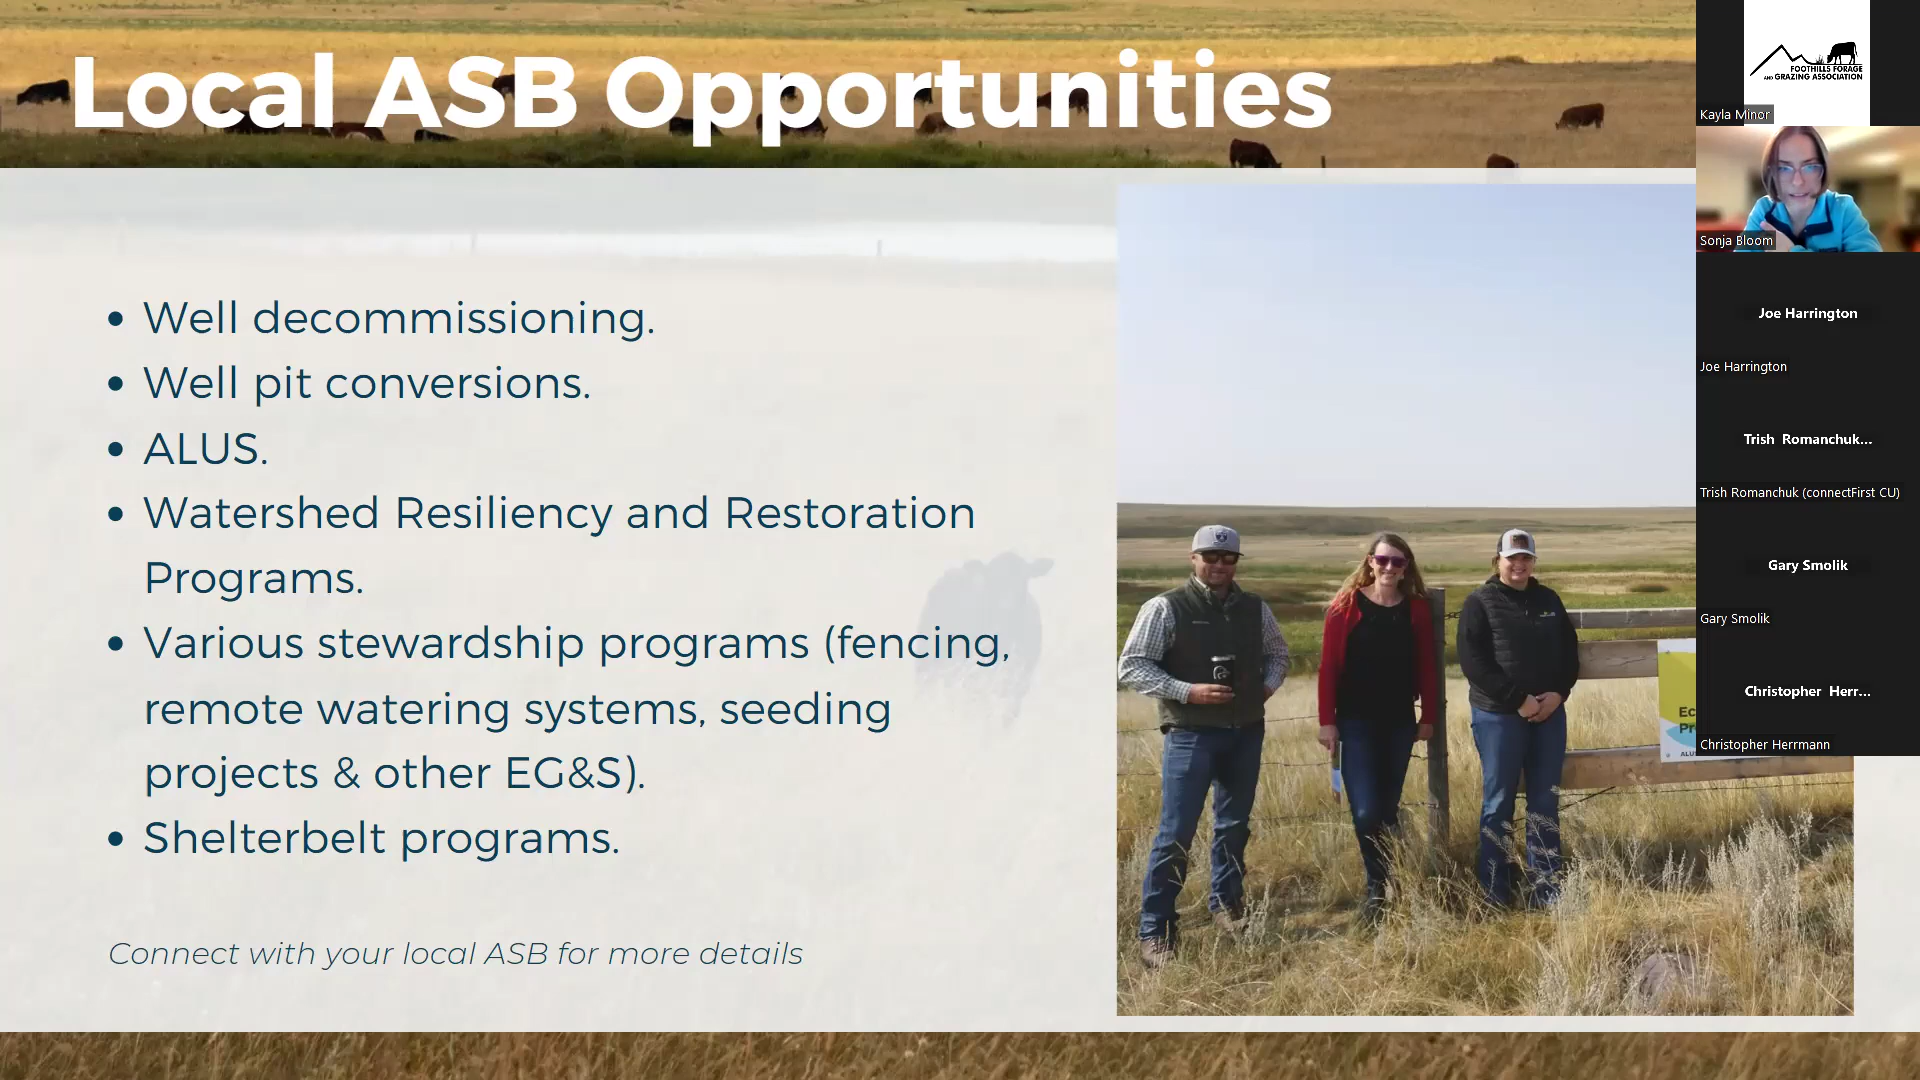 Local ASB Opportunities
• Well decommissioning.
• Well pit conversions.
• ALUS.
• Watershed Resiliency and Restoration
Programs.
• Various stewardship programs (fencing,
remote watering systems, seeding
projects & other EG&S).
• Shelterbelt programs.
Connect with your local ASB for more details
FOOTHILLS FORAGE
AND GRAZING ASSOCIATION
Kayla Minor
Sonja Bloom
Joe Harrington
Joe Harrington
Trish Romanchuk...
Trish Romanchuk (connectFirst CU)
Gary Smolik
Gary Smolik
Christopher Herr...
Christopher Herrmann